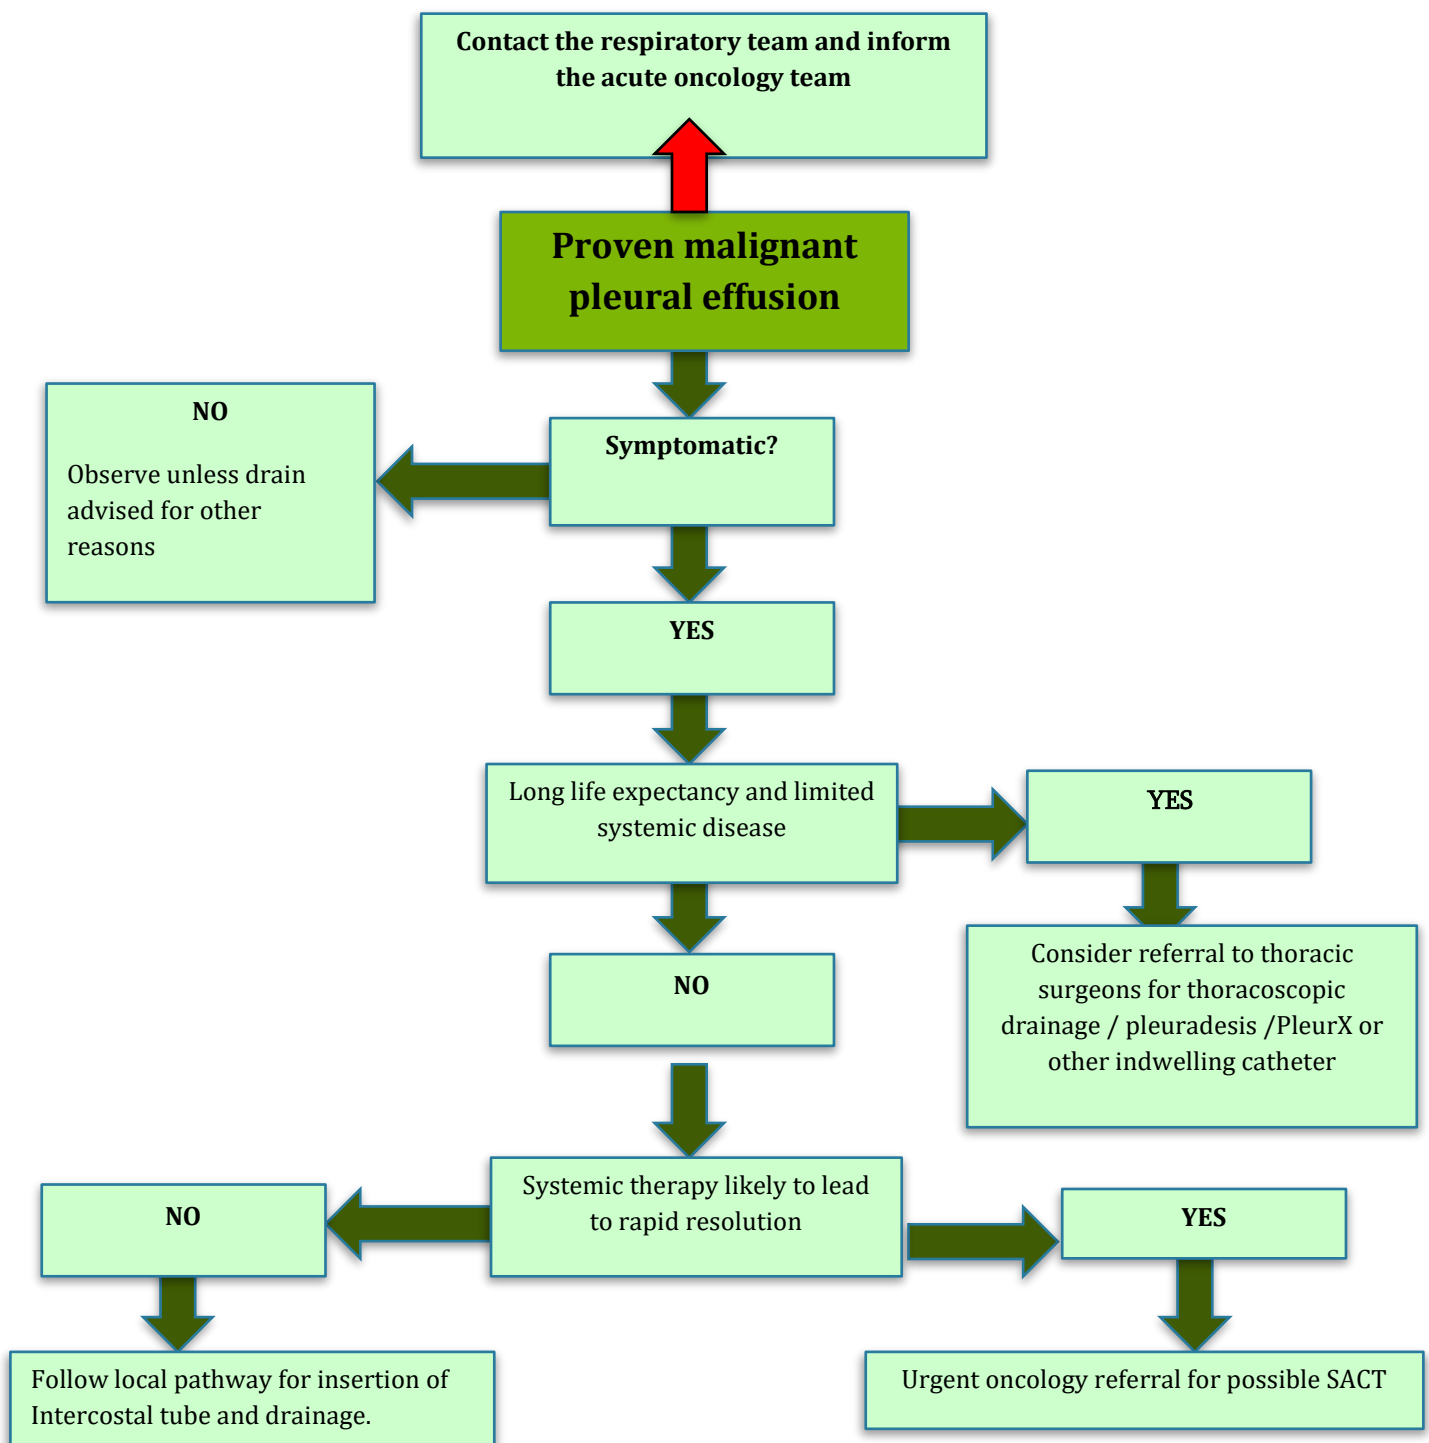 Contact the respiratory team and inform
the acute oncology team
Proven malignant
pleural effusion
NO
Observe unless drain
advised for other
reasons
Symptomatic?
YES
Long life expectancy and limited
systemic disease
YES
Consider referral to thoracic
surgeons for thoracoscopic
drainage / pleuradesis /PleurX or
other indwelling catheter
NO
Systemic therapy likely to lead
to rapid resolution
NO
YES
Follow local pathway for insertion of
Intercostal tube and drainage.
Urgent oncology referral for possible SACT